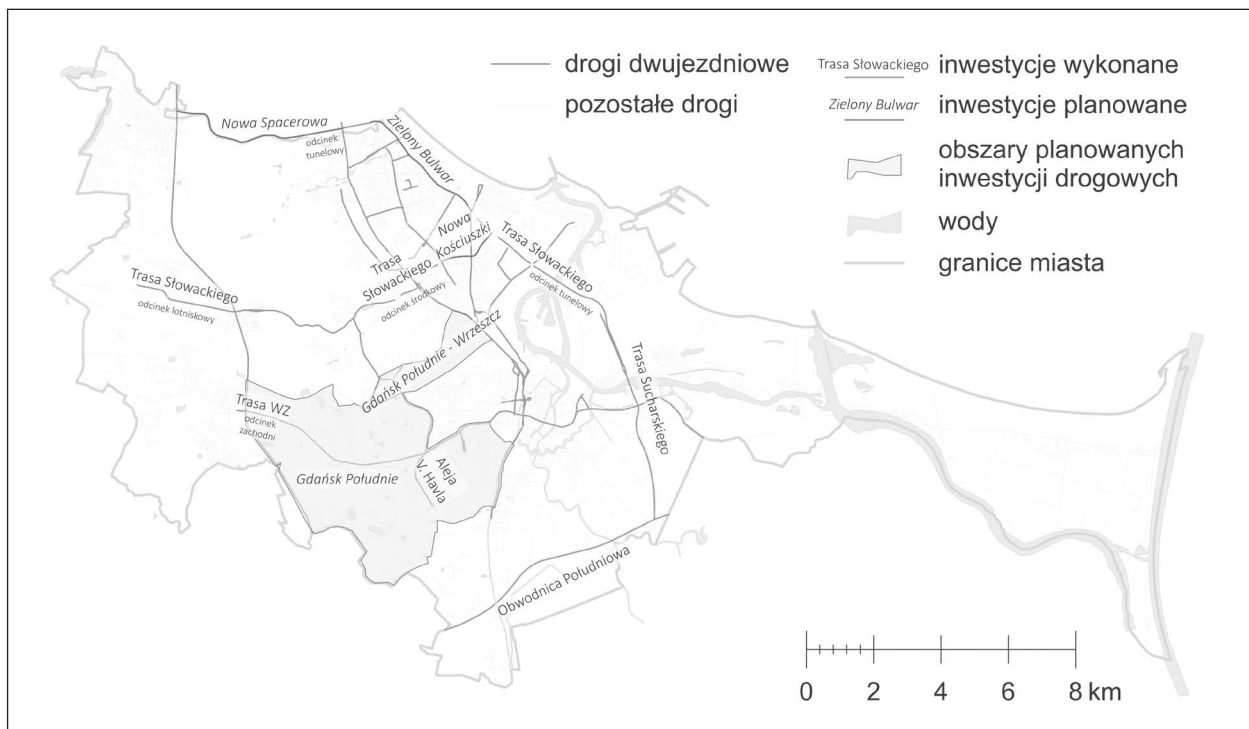 drogi dwujezdniowe
pozostałe drogi
Trasa Słowackiego inwestycje wykonane
Zielony Bulwar inwestycje planowane
obszary planowanych
inwestycji drogowych
wody
granice miasta
Nowa Spacerowa
odcinek
tunelowy
Zielony Bulwar
Nowa
Kościuszki
Trasa
Słowackiego
odcinek środkowy
Trasa Słowackiego
odcinek tunelowy
Trasa Słowackiego
odcinek lotniskowy
Gdańsk Południe - Wrzeszcz
Trasa Sucharskiego
Trasa WZ
odcinek
zachodni
Gdańsk Południe
Aleja
V. Havla
Obwodnica Południowa
0 2 4 6 8 km